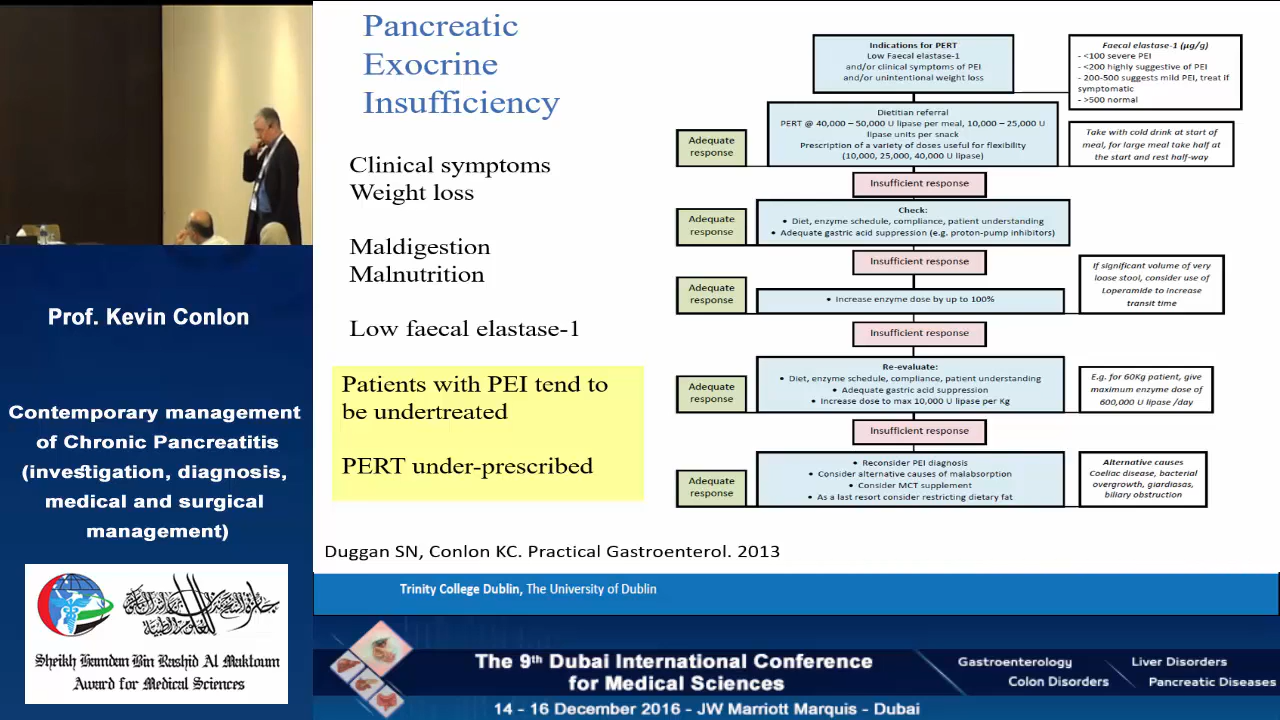 Pancreatic
Exocrine
Insufficiency
Clinical symptoms
Weight loss
Maldigestion
Malnutrition
Low faecal elastase-1
Patients with PEI tend to
be undertreated
PERT under-prescribed
Indications for PERT
Low Faecal elastase-1
and/or clinical symptoms of PEI
and/or unintentional weight loss
Faecal elastase-1 (µg/g)
- <100 severe PEI
- <200 highly suggestive of PEI
- 200-500 suggests mild PEI, treat if
symptomatic
- >500 normal
Dietitian referral
PERT @ 40,000 – 50,000 U lipase per meal, 10,000 – 25,000 U
lipase units per snack
Prescription of a variety of doses useful for flexibility
(10,000, 25,000, 40,000 U lipase)
Adequate
response
Take with cold drink at start of
meal, for large meal take half at
the start and rest half-way
Insufficient response
Check:
• Diet, enzyme schedule, compliance, patient understanding
• Adequate gastric acid suppression (e.g. proton-pump inhibitors)
Adequate
response
Insufficient response
• Increase enzyme dose by up to 100%
Adequate
response
If significant volume of very
loose stool, consider use of
Loperamide to increase
transit time
Insufficient response
Re-evaluate:
• Diet, enzyme schedule, compliance, patient understanding
• Adequate gastric acid suppression
• Increase dose to max 10,000 U lipase per Kg
Adequate
response
E.g. for 60Kg patient, give
maximum enzyme dose of
600,000 U lipase /day
Insufficient response
• Reconsider PEI diagnosis
• Consider alternative causes of malabsorption
• Consider MCT supplement
• As a last resort consider restricting dietary fat
Adequate
response
Alternative causes
Coeliac disease, bacterial
overgrowth, giardiasas,
biliary obstruction
Duggan SN, Conlon KC. Practical Gastroenterol. 2013
Trinity College Dublin, The University of Dublin
Prof. Kevin Conlon
Contemporary management
of Chronic Pancreatitis
(investigation, diagnosis,
medical and surgical
management)
Sheikh Hamdan Bin Rashid Al Maktoum
Award for Medical Sciences
The 9th Dubai International Conference
for Medical Sciences
14 - 16 December 2016 - JW Marriott Marquis - Dubai
Gastroenterology
Liver Disorders
Colon Disorders
Pancreatic Diseases